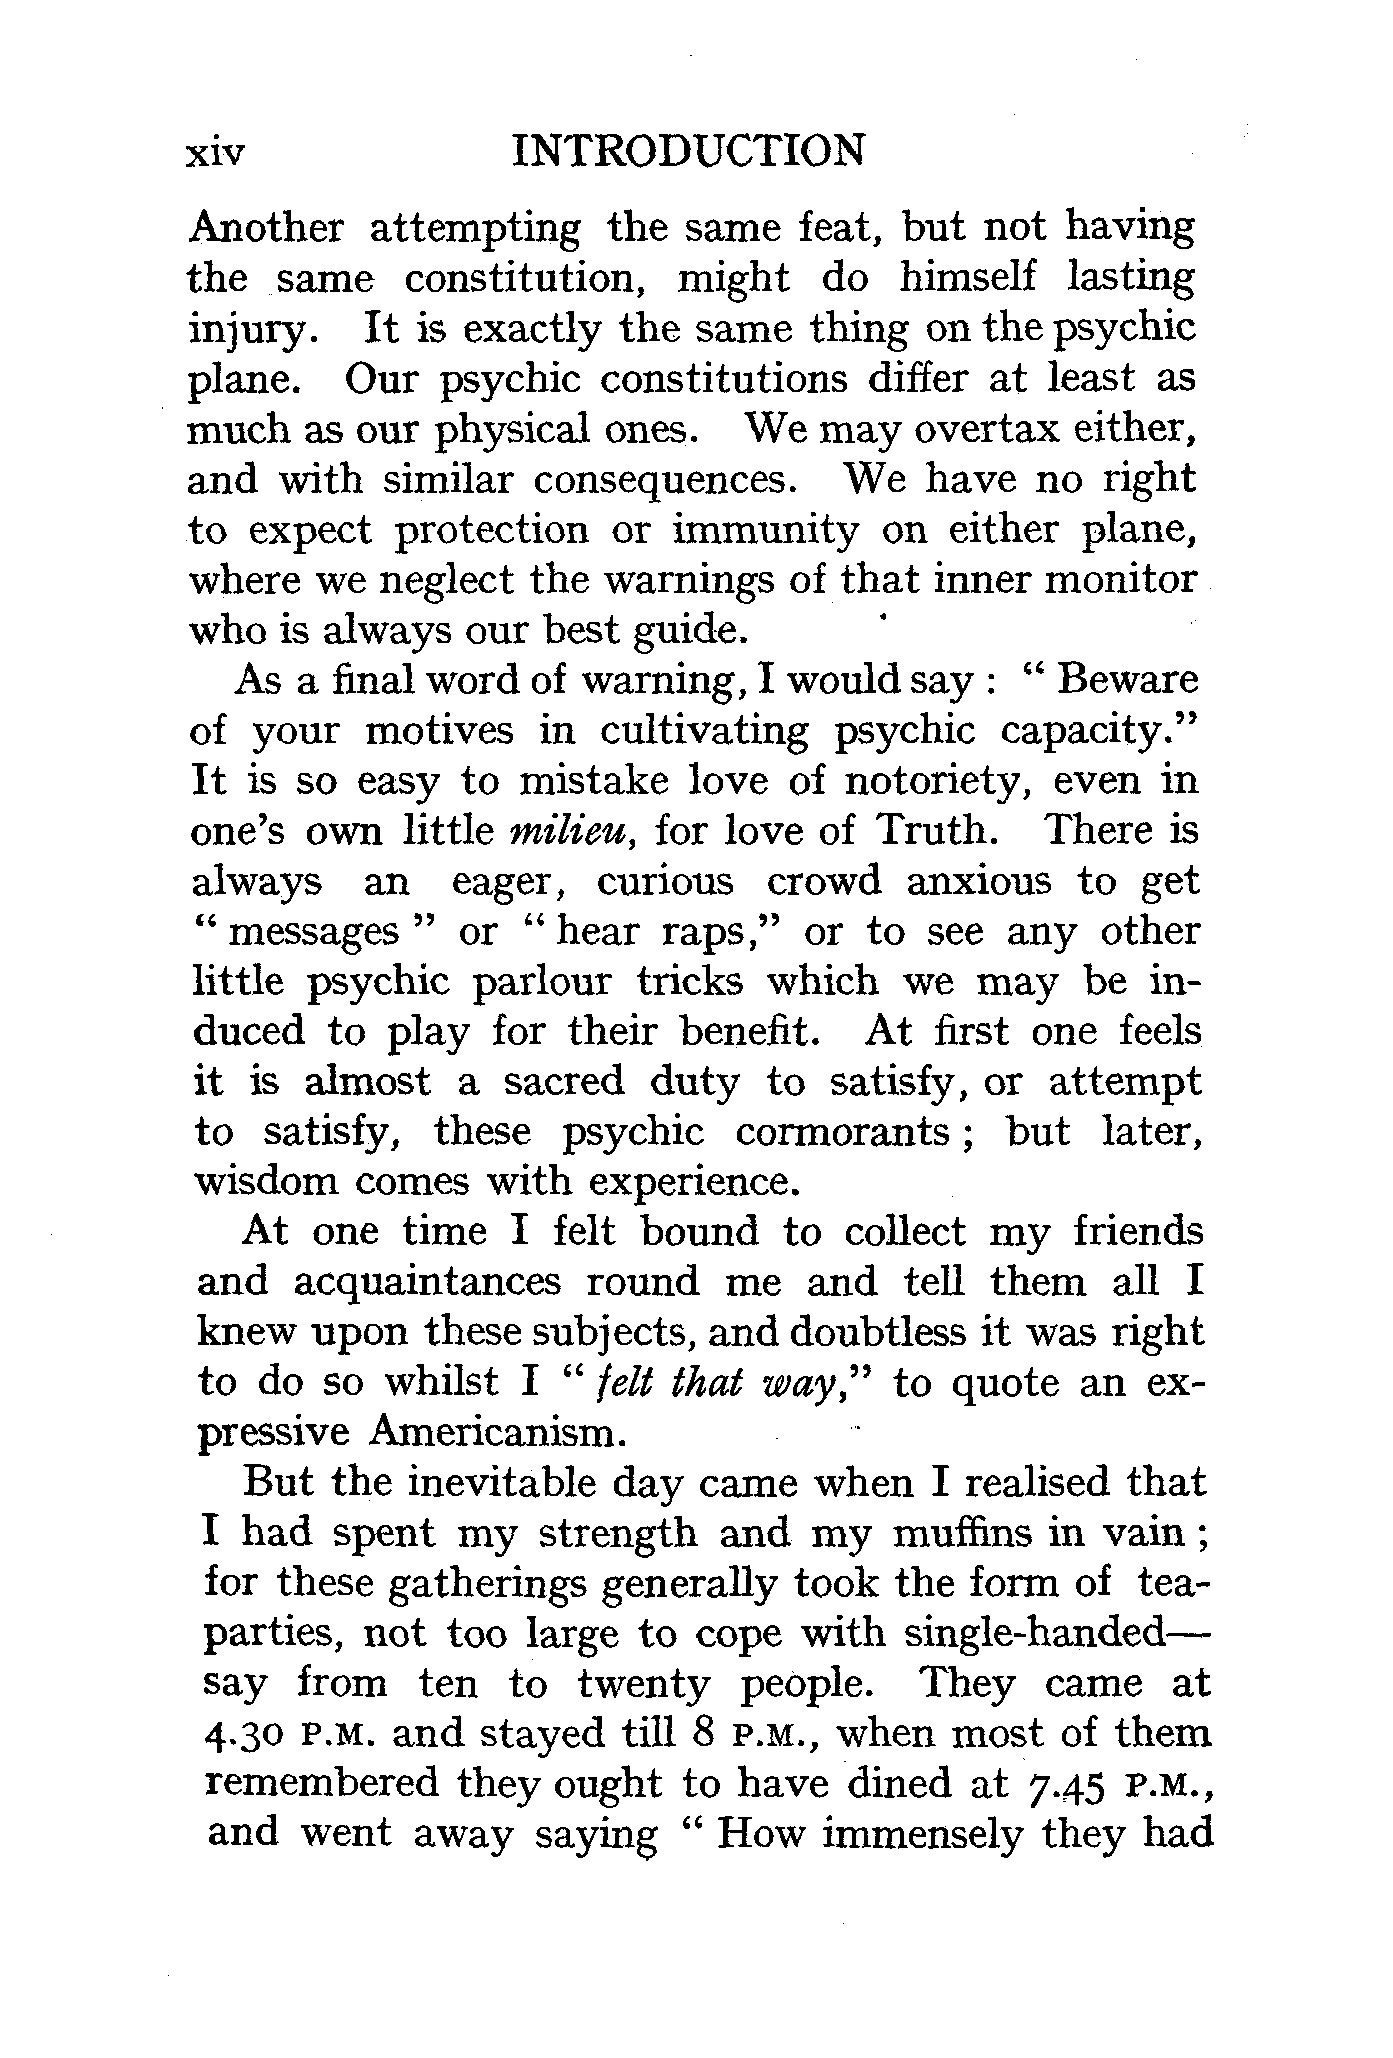 xiv INTRODUCTION
Another attempting the same feat, but not having
the same constitution, might do himself lasting
injury. It is exactly the same thing on the psychic
plane. Our psychic constitutions differ at least as
much as our physical ones. We may overtax either,
and with similar consequences. We have no right
to expect protection or immunity on either plane,
where we neglect the warnings of that inner monitor
who is always our best guide.
As a final word of warning, I would say : “ Beware
of your motives in cultivating psychic capacity.”
It is so easy to mistake love of notoriety, even in
one’s own little milieu, for love of Truth. There is
always an eager, curious crowd anxious to get
“ messages ” or “ hear raps,” or to see any other
little psychic parlour tricks which we may be in-
duced to play for their benefit. At first one feels
it is almost a sacred duty to satisfy, or attempt
to satisfy, these psychic cormorants ; but later,
wisdom comes with experience.
At one time I felt bound to collect my friends
and acquaintances round me and tell them all I
knew upon these subjects, and doubtless it was right
to do so whilst I “ felt that way,” to quote an ex-
pressive Americanism.
But the inevitable day came when I realised that
I had spent my strength and my muffins in vain ;
for these gatherings generally took the form of tea-
parties, not too large to cope with single-handed—
say from ten to twenty people. They came at
4.30 P.M. and stayed till 8 P.M., when most of them
remembered they ought to have dined at 7.45 P.M.,
and went away saying “ How immensely they had